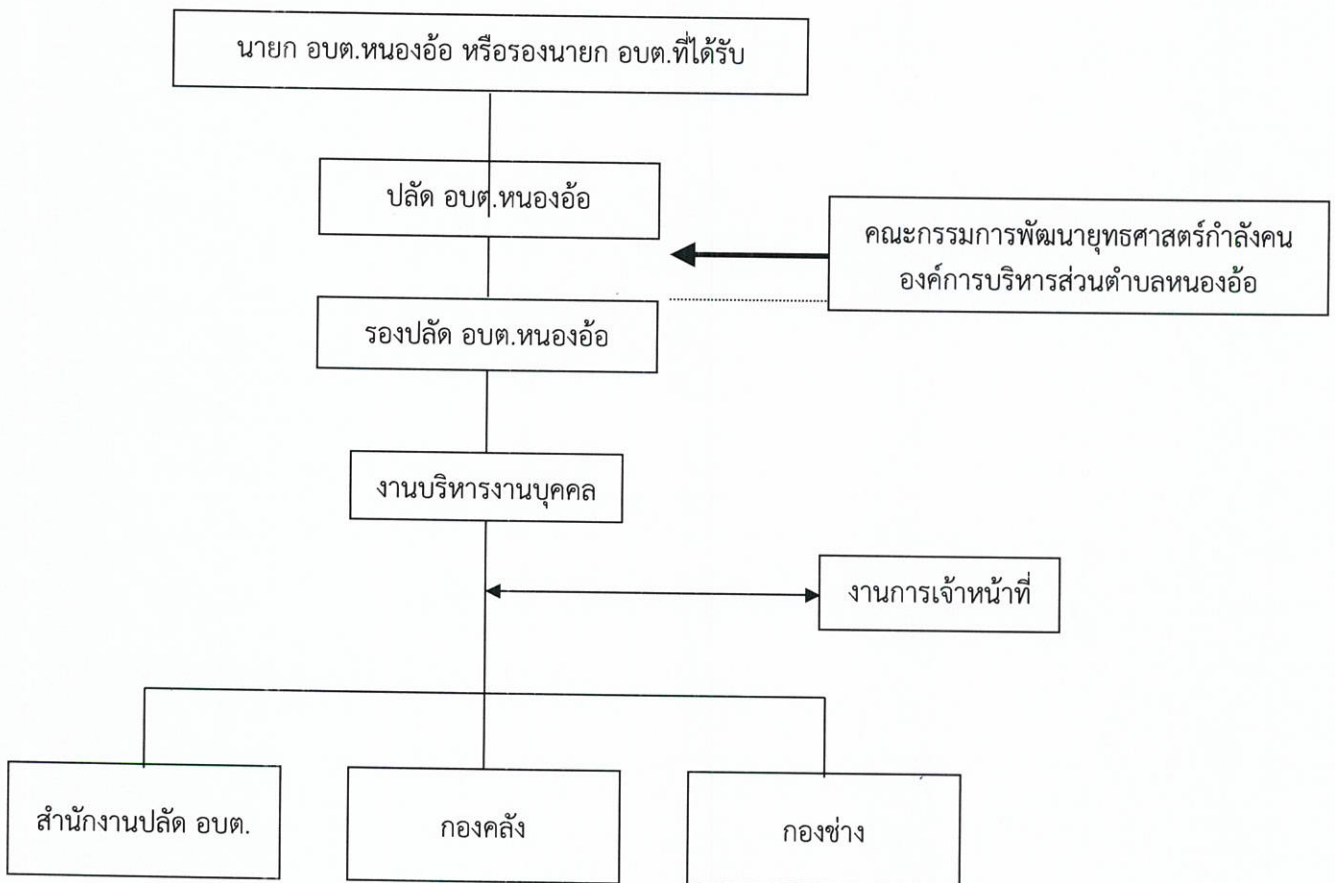 นายก อบต.หนองอ้อ หรือรองนายก อบต.ที่ได้รับ
ปลัด อบต.หนองอ้อ
คณะกรรมการพัฒนายุทธศาสตร์กำลังคน
องค์การบริหารส่วนตำบลหนองอ้อ
รองปลัด อบต.หนองอ้อ
งานบริหารงานบุคคล
งานการเจ้าหน้าที่
สำนักงานปลัด อบต.
กองคลัง
กองช่าง